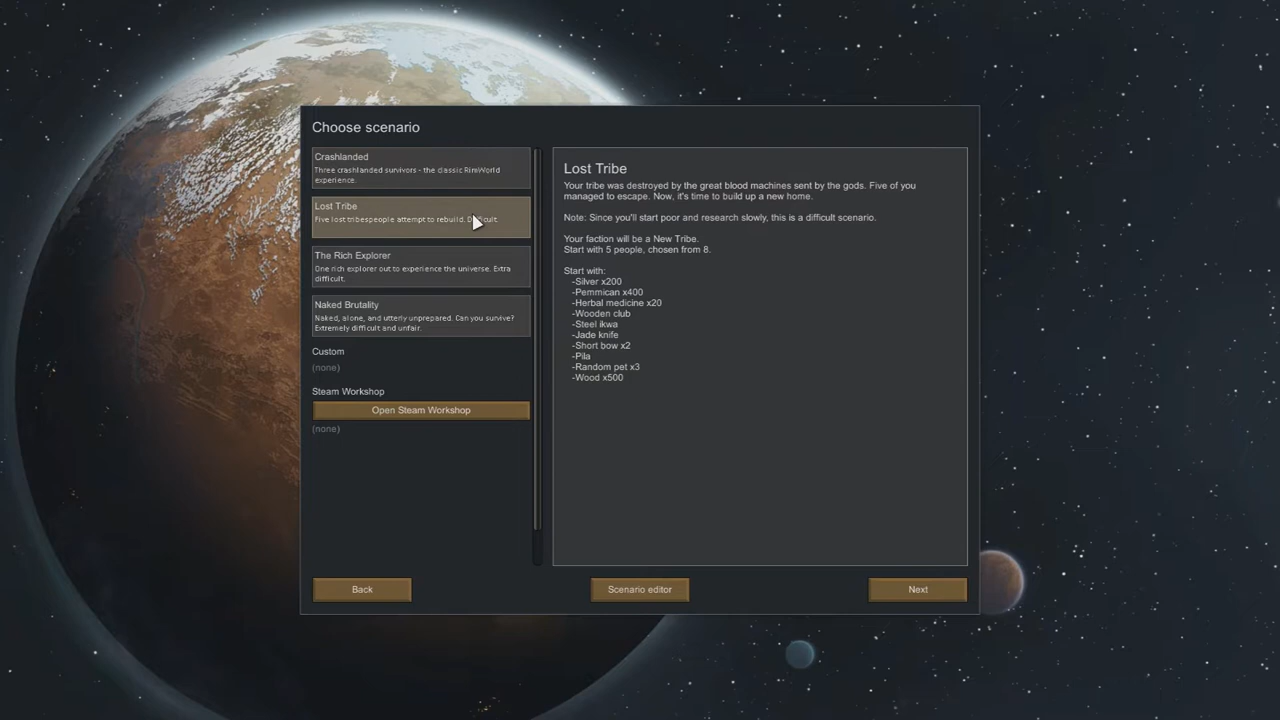 Choose scenario
Crashlanded
Three crashlanded survivors - the classic RimWorld
experience.
Lost Tribe
Five lost tribespeople attempt to rebuild. Difficult.
The Rich Explorer
One rich explorer out to experience the universe. Extra
difficult.
Naked Brutality
Naked, alone, and utterly unprepared. Can you survive?
Extremely difficult and unfair.
Custom
(none)
Steam Workshop
Open Steam Workshop
(none)
Lost Tribe
Your tribe was destroyed by the great blood machines sent by the gods. Five of you
managed to escape. Now, it's time to build up a new home.
Note: Since you'll start poor and research slowly, this is a difficult scenario.
Your faction will be a New Tribe.
Start with 5 people, chosen from 8.
Start with:
-Silver x200
-Pemmican x400
-Herbal medicine x20
-Wooden club
-Steel ikwa
-Jade knife
-Short bow x2
-Pila
-Random pet x3
-Wood x500
Back
Scenario editor
Next